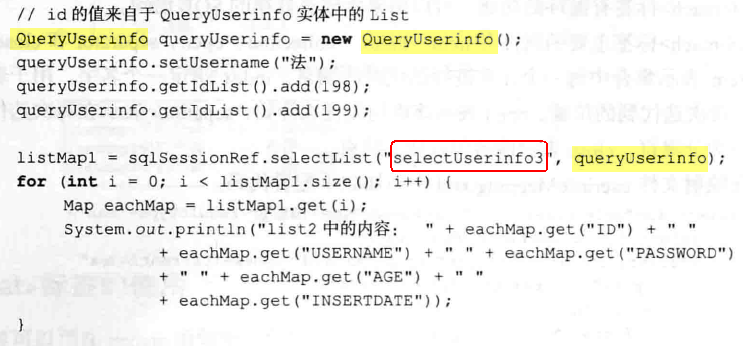 // id 的值来自于 QueryUserinfo 实体中的 List
QueryUserinfo queryUserinfo = new QueryUserinfo();
queryUserinfo.setUsername("法");
queryUserinfo.getIdList().add(198);
queryUserinfo.getIdList().add(199);
listMap1 = sqlSessionRef.selectList("selectUserinfo3", queryUserinfo);
for (int i = 0; i < listMap1.size(); i++) {
Map eachMap = listMap1.get(i);
System.out.println("list2 中的内容: " + eachMap.get("ID") + " "
+ eachMap.get("USERNAME") + " " + eachMap.get("PASSWORD")
+ " " + eachMap.get("AGE") + " "
+ eachMap.get("INSERTDATE"));
}